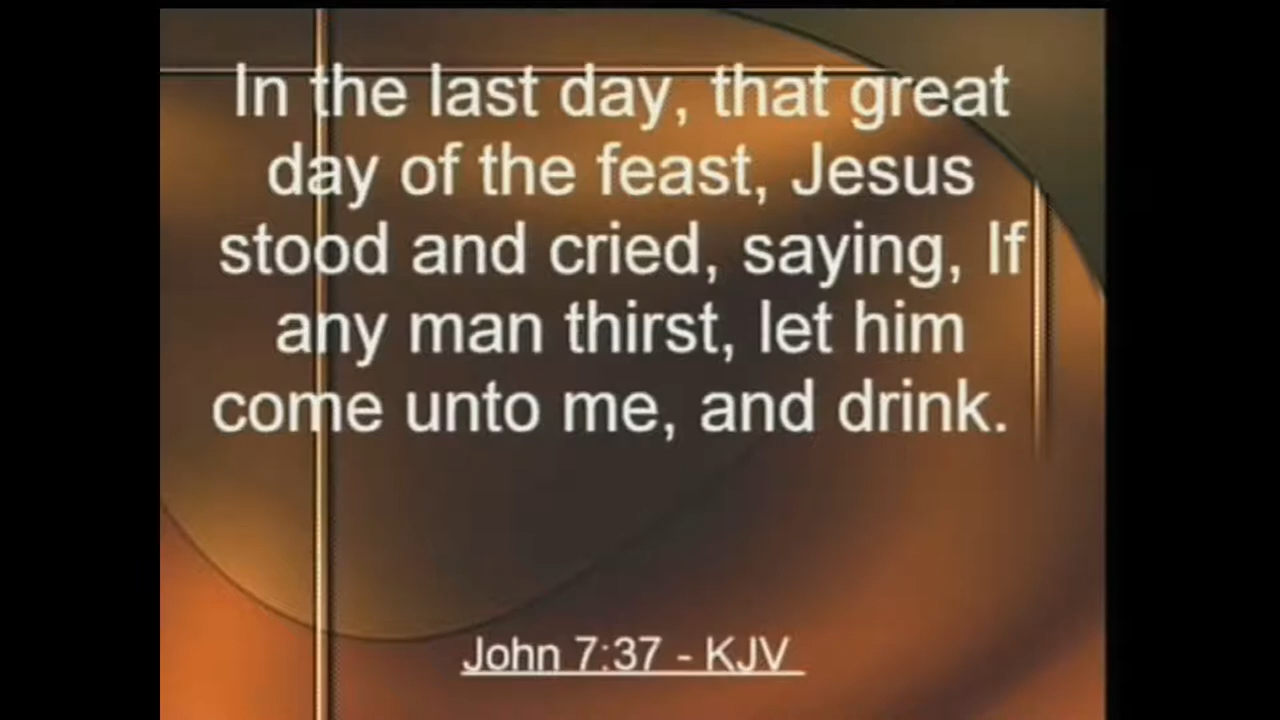 In the last day, that great
day of the feast, Jesus
stood and cried, saying, If
any man thirst, let him
come unto me, and drink.
John 7:37 - KJV